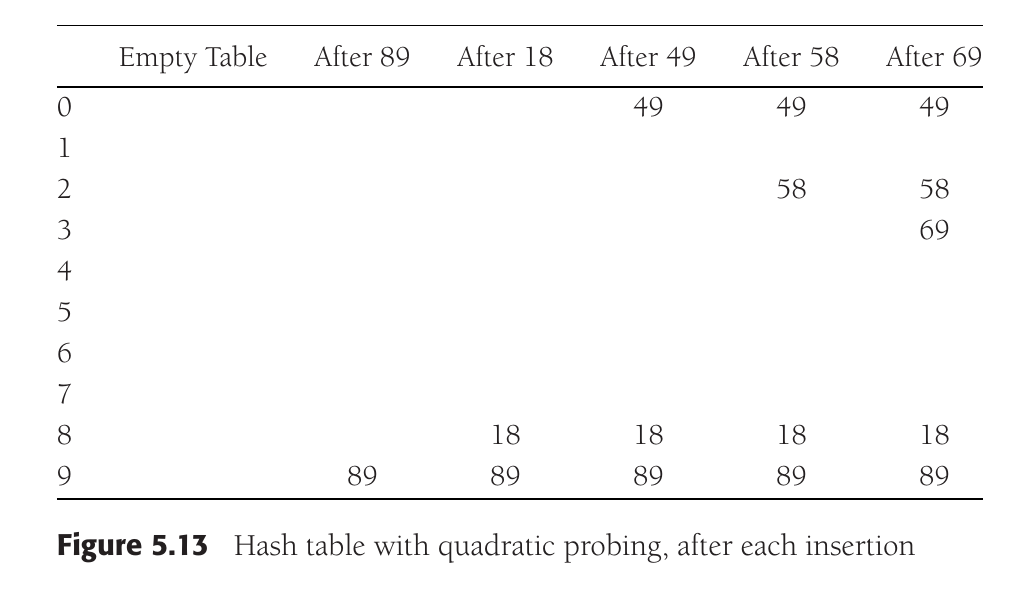 Empty Table After 89 After 18 After 49 After 58 After 69
0 49 49 49
1
2 58 58
3 69
4
5
6
7
8 18 18 18 18
9 89 89 89 89 89
Figure 5.13 Hash table with quadratic probing, after each insertion